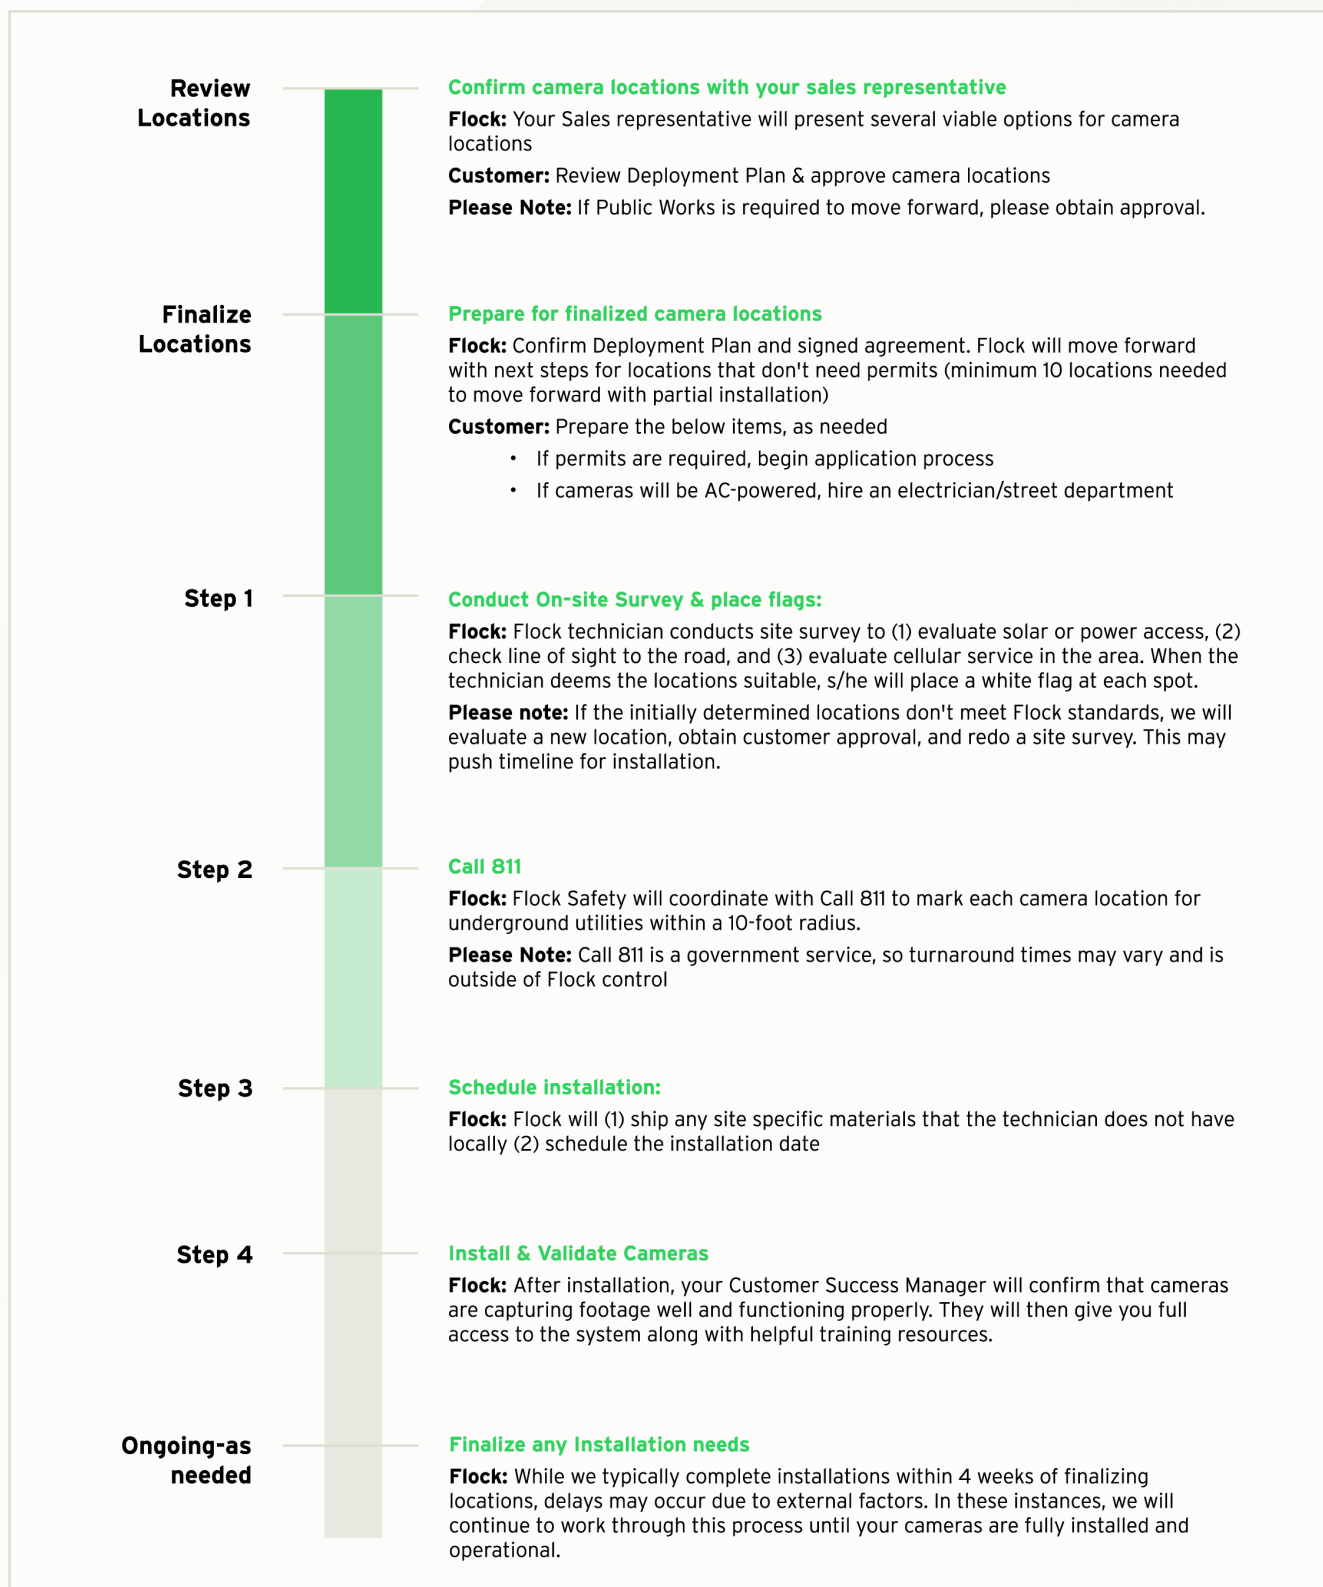 Review
Locations
Confirm camera locations with your sales representative
Flock: Your Sales representative will present several viable options for camera
locations
Customer: Review Deployment Plan & approve camera locations
Please Note: If Public Works is required to move forward, please obtain approval.
Finalize
Locations
Prepare for finalized camera locations
Flock: Confirm Deployment Plan and signed agreement. Flock will move forward
with next steps for locations that don't need permits (minimum 10 locations needed
to move forward with partial installation)
Customer: Prepare the below items, as needed
• If permits are required, begin application process
• If cameras will be AC-powered, hire an electrician/street department
Step 1
Conduct On-site Survey & place flags:
Flock: Flock technician conducts site survey to (1) evaluate solar or power access, (2)
check line of sight to the road, and (3) evaluate cellular service in the area. When the
technician deems the locations suitable, s/he will place a white flag at each spot.
Please note: If the initially determined locations don't meet Flock standards, we will
evaluate a new location, obtain customer approval, and redo a site survey. This may
push timeline for installation.
Step 2
Call 811
Flock: Flock Safety will coordinate with Call 811 to mark each camera location for
underground utilities within a 10-foot radius.
Please Note: Call 811 is a government service, so turnaround times may vary and is
outside of Flock control
Step 3
Schedule installation:
Flock: Flock will (1) ship any site specific materials that the technician does not have
locally (2) schedule the installation date
Step 4
Install & Validate Cameras
Flock: After installation, your Customer Success Manager will confirm that cameras
are capturing footage well and functioning properly. They will then give you full
access to the system along with helpful training resources.
Ongoing-as
needed
Finalize any Installation needs
Flock: While we typically complete installations within 4 weeks of finalizing
locations, delays may occur due to external factors. In these instances, we will
continue to work through this process until your cameras are fully installed and
operational.